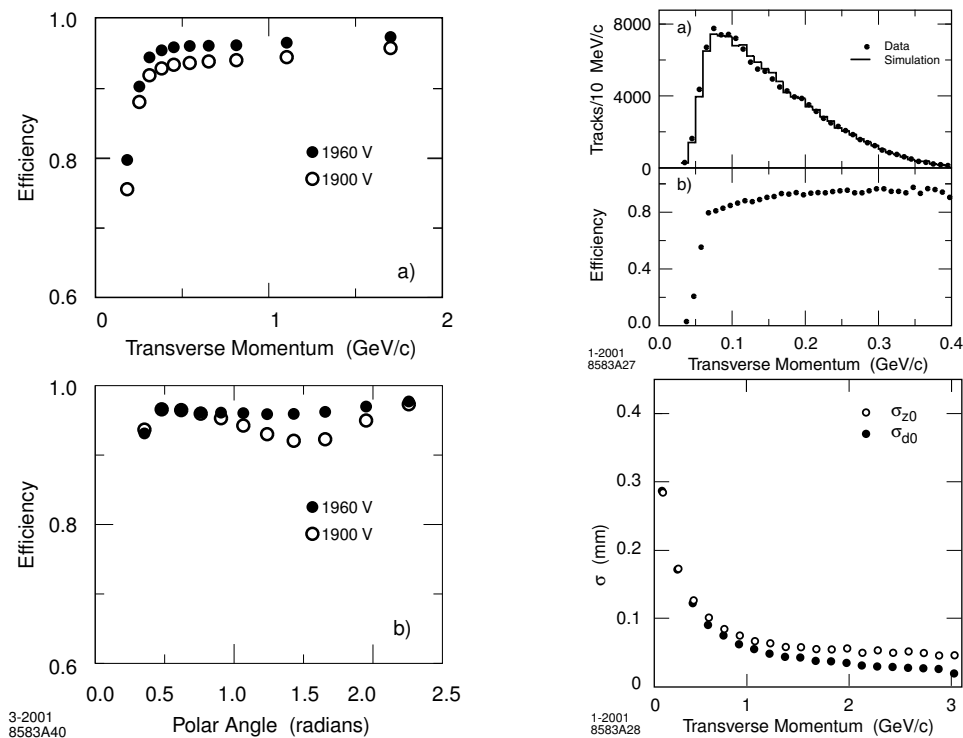 1.0
0.8
0.6
Efficiency
1960 V
1900 V
a)
0
1
2
Transverse Momentum (GeV/c)
1.0
0.8
0.6
Efficiency
1960 V
1900 V
b)
0.0
0.5
1.0
1.5
2.0
2.5
Polar Angle (radians)
3-2001
8583A40
8000
4000
0
Tracks/10 MeV/c
a)
Data
Simulation
b)
0.8
0.4
0.0
Efficiency
0.0
0.1
0.2
0.3
0.4
1-2001
8583A27
Transverse Momentum (GeV/c)
0.4
0.3
0.2
0.1
0
σ (mm)
σz0
σd0
0
1
2
3
1-2001
8583A28
Transverse Momentum (GeV/c)